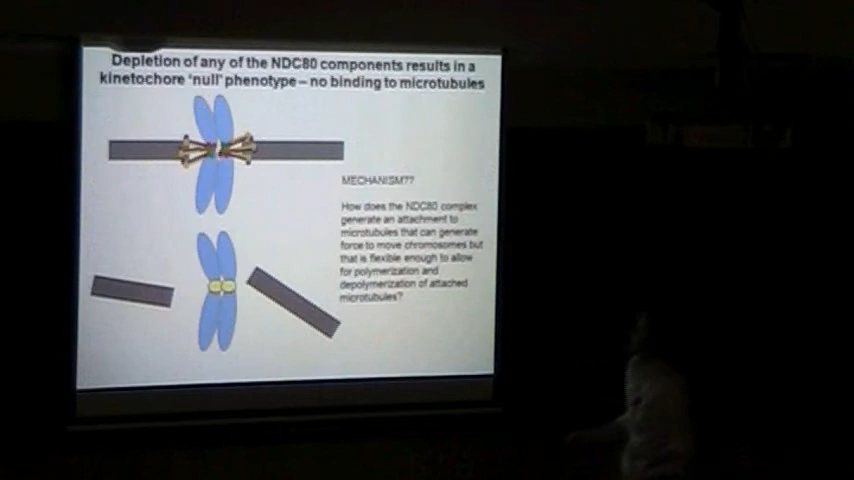 Depletion of any of the NDC80 components results in a
kinetochore 'null' phenotype – no binding to microtubules
MECHANISM??
How does the NDC80 complex
generate an attachment to
microtubules that can generate
force to move chromosomes but
that is flexible enough to allow
for polymerization and
depolymerization of attached
microtubules?